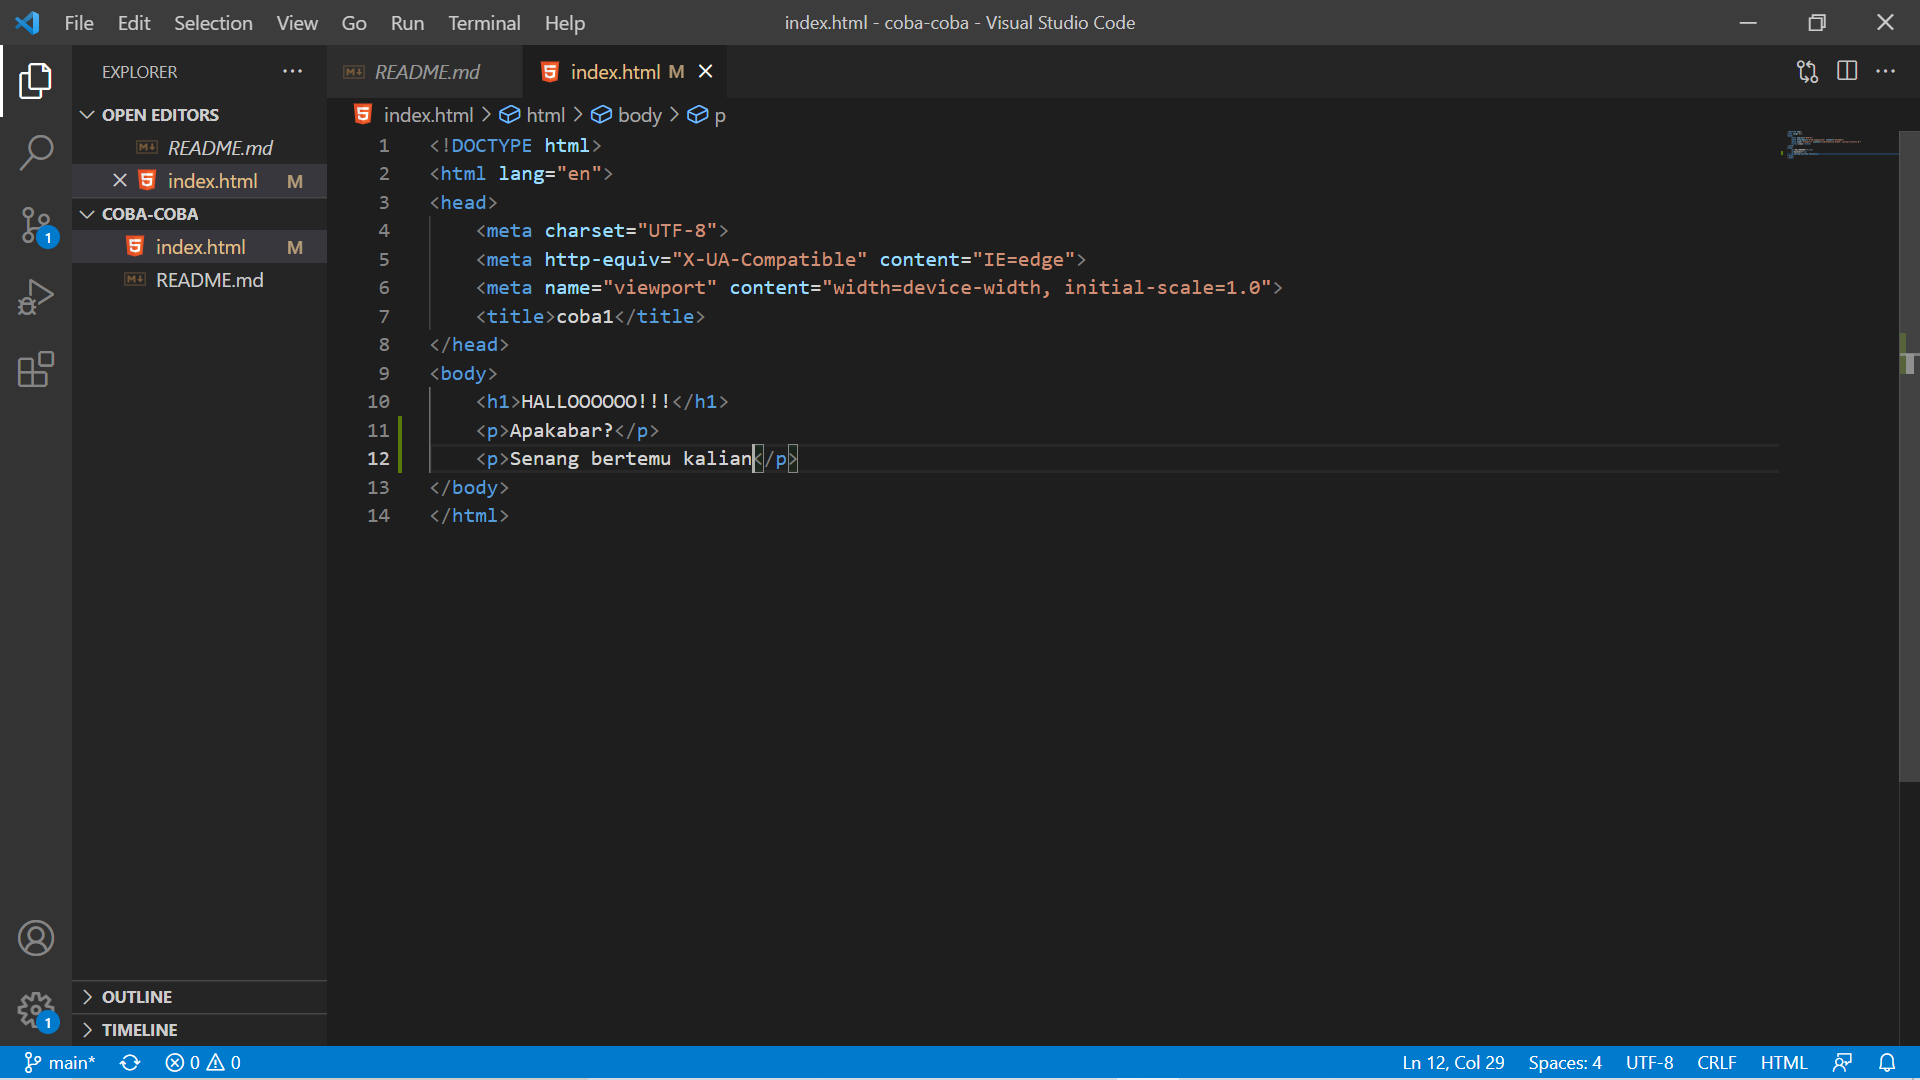 File Edit Selection View Go Run Terminal Help
index.html - coba-coba - Visual Studio Code
EXPLORER
OPEN EDITORS
README.md
index.html M
COBA-COBA
index.html M
README.md
OUTLINE
TIMELINE
README.md
index.html M
index.html > html > body > p
1 <!DOCTYPE html>
2 <html lang="en">
3 <head>
4 <meta charset="UTF-8">
5 <meta http-equiv="X-UA-Compatible" content="IE=edge">
6 <meta name="viewport" content="width=device-width, initial-scale=1.0">
7 <title>coba1</title>
8 </head>
9 <body>
10 <h1>HALLOOOOOO!!!</h1>
11 <p>Apakabar?</p>
12 <p>Senang bertemu kalian</p>
13 </body>
14 </html>
1
1
main* 0 0
Ln 12, Col 29 Spaces: 4 UTF-8 CRLF HTML